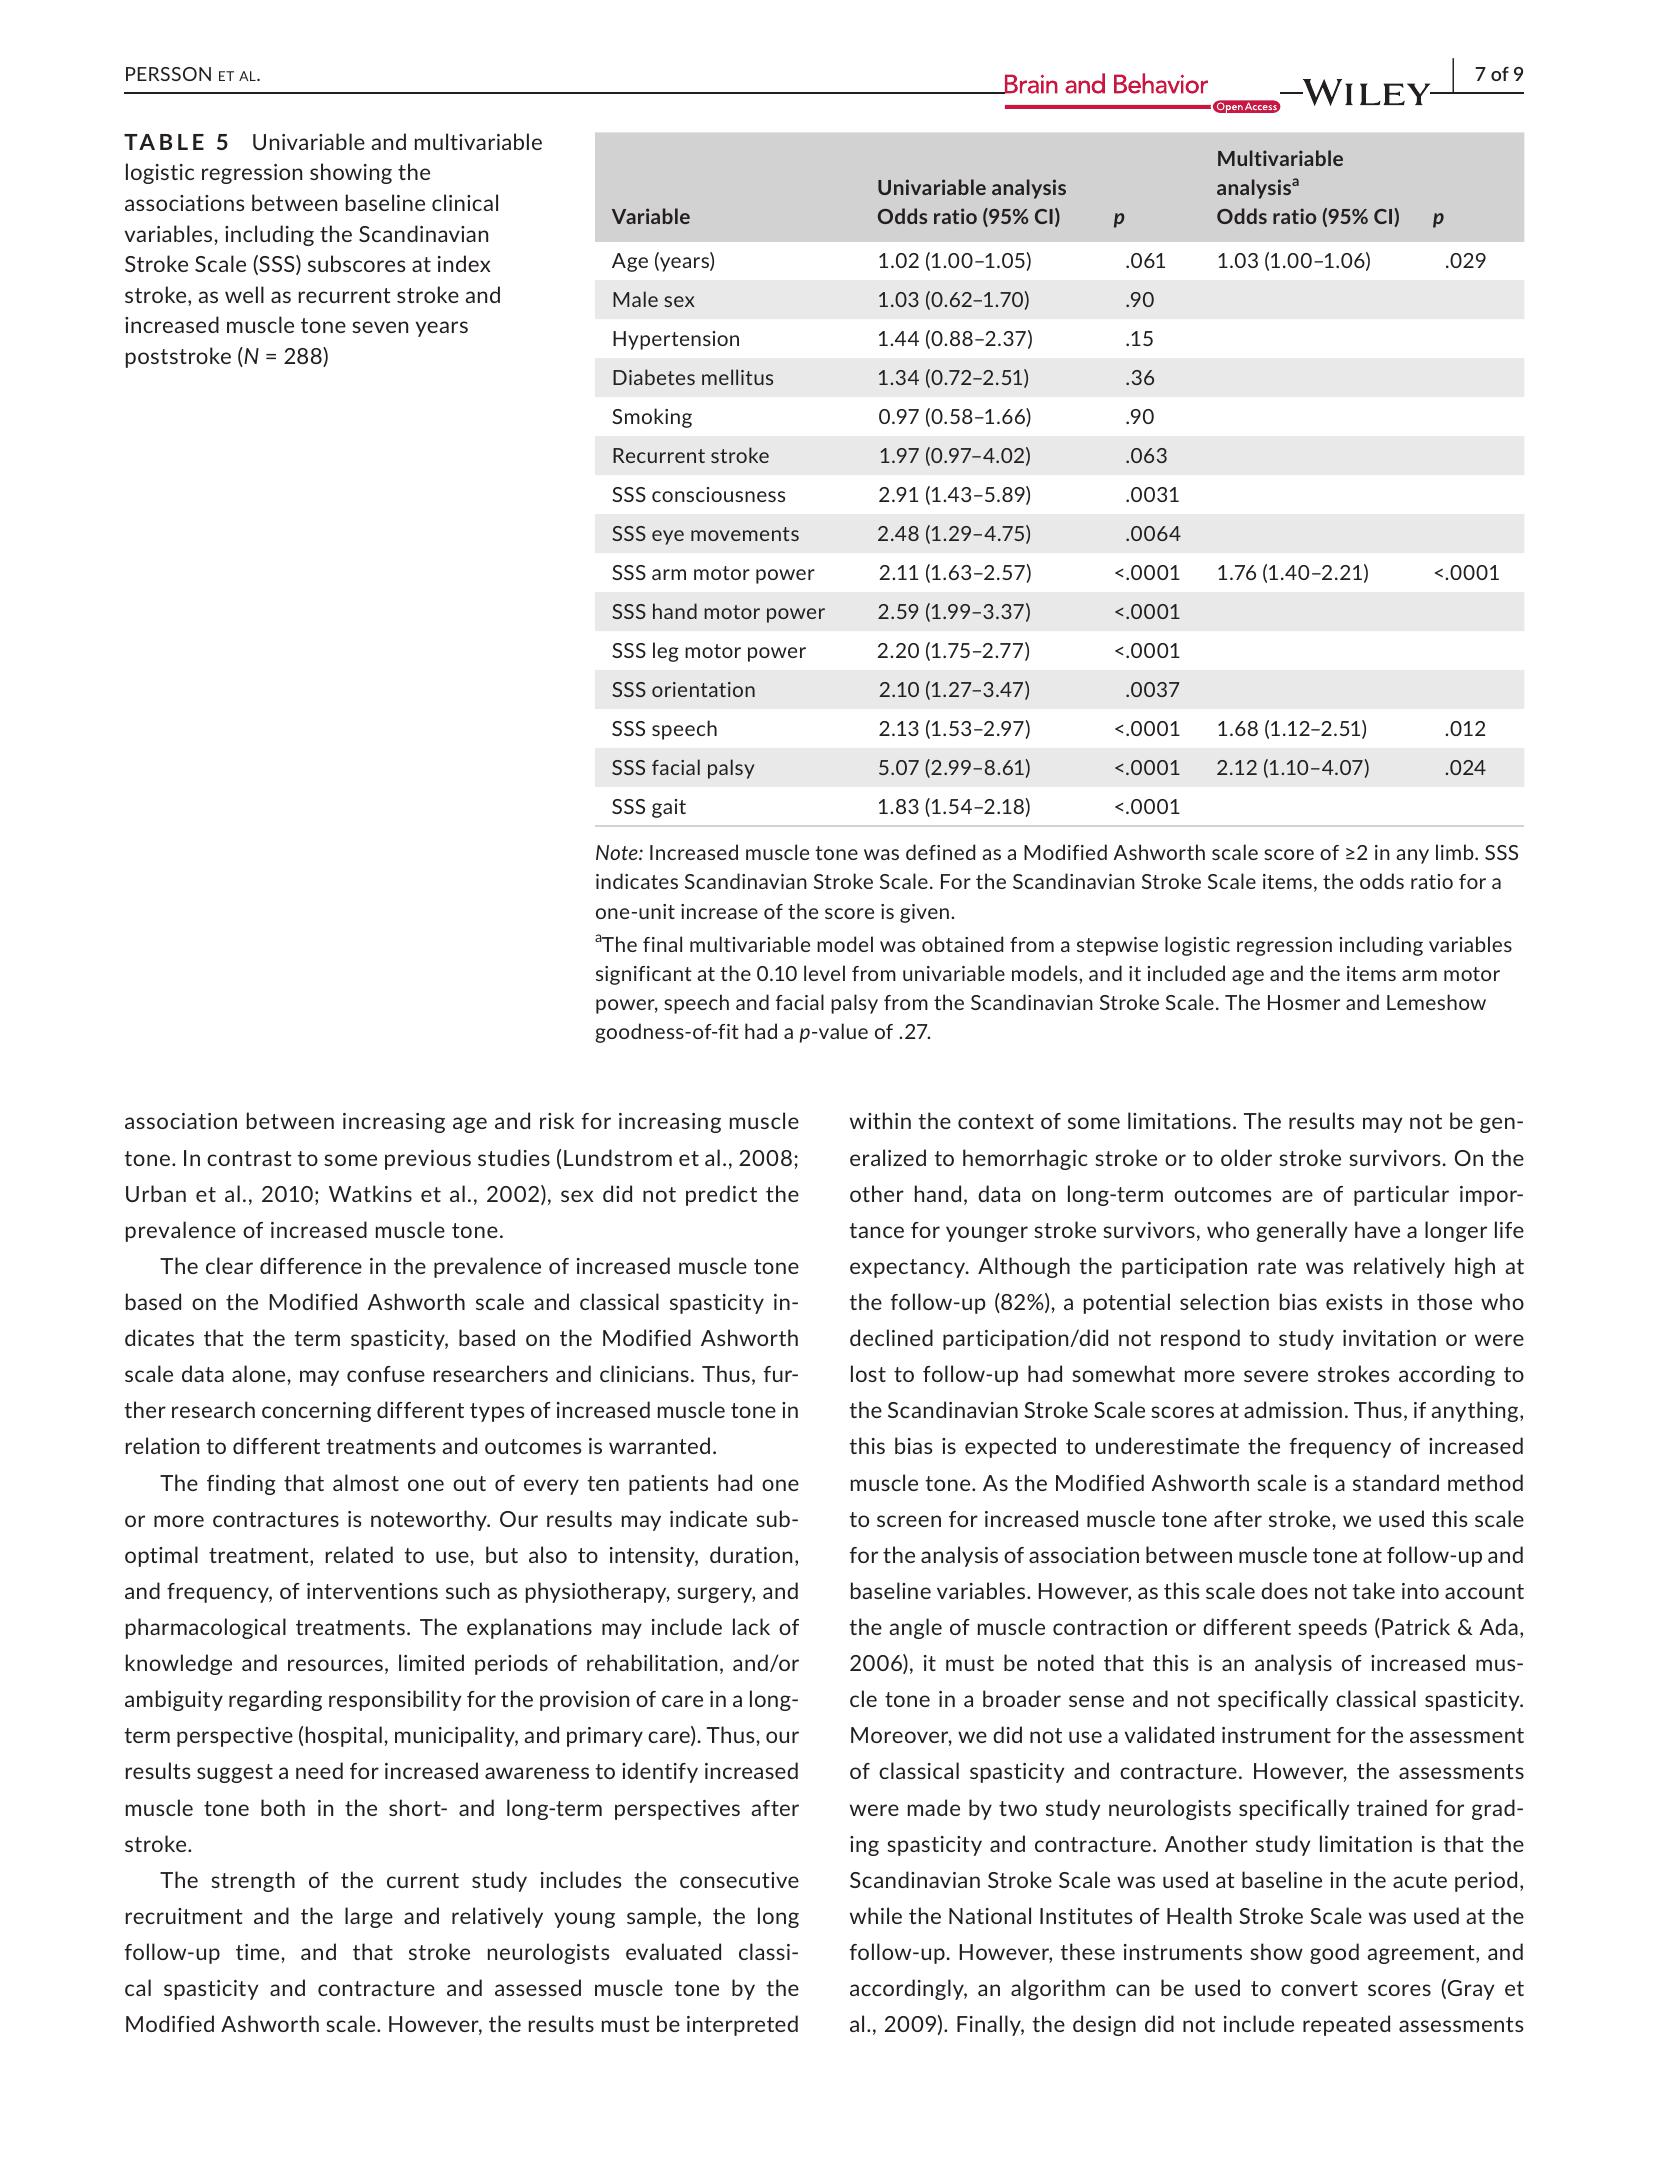 PERSSON ET AL.
Brain and Behavior
Open Access
WILEY
7 of 9
TABLE 5 Univariable and multivariable
logistic regression showing the
associations between baseline clinical
variables, including the Scandinavian
Stroke Scale (SSS) subscores at index
stroke, as well as recurrent stroke and
increased muscle tone seven years
poststroke (N = 288)
Variable Univariable analysis Odds ratio (95% CI) p Multivariable analysisa Odds ratio (95% CI) p
Age (years) 1.02 (1.00–1.05) .061 1.03 (1.00–1.06) .029
Male sex 1.03 (0.62–1.70) .90
Hypertension 1.44 (0.88–2.37) .15
Diabetes mellitus 1.34 (0.72–2.51) .36
Smoking 0.97 (0.58–1.66) .90
Recurrent stroke 1.97 (0.97–4.02) .063
SSS consciousness 2.91 (1.43–5.89) .0031
SSS eye movements 2.48 (1.29–4.75) .0064
SSS arm motor power 2.11 (1.63–2.57) <.0001 1.76 (1.40–2.21) <.0001
SSS hand motor power 2.59 (1.99–3.37) <.0001
SSS leg motor power 2.20 (1.75–2.77) <.0001
SSS orientation 2.10 (1.27–3.47) .0037
SSS speech 2.13 (1.53–2.97) <.0001 1.68 (1.12–2.51) .012
SSS facial palsy 5.07 (2.99–8.61) <.0001 2.12 (1.10–4.07) .024
SSS gait 1.83 (1.54–2.18) <.0001
Note: Increased muscle tone was defined as a Modified Ashworth scale score of ≥2 in any limb. SSS
indicates Scandinavian Stroke Scale. For the Scandinavian Stroke Scale items, the odds ratio for a
one-unit increase of the score is given.
aThe final multivariable model was obtained from a stepwise logistic regression including variables
significant at the 0.10 level from univariable models, and it included age and the items arm motor
power, speech and facial palsy from the Scandinavian Stroke Scale. The Hosmer and Lemeshow
goodness-of-fit had a p-value of .27.
association between increasing age and risk for increasing muscle
tone. In contrast to some previous studies (Lundstrom et al., 2008;
Urban et al., 2010; Watkins et al., 2002), sex did not predict the
prevalence of increased muscle tone.
The clear difference in the prevalence of increased muscle tone
based on the Modified Ashworth scale and classical spasticity in-
dicates that the term spasticity, based on the Modified Ashworth
scale data alone, may confuse researchers and clinicians. Thus, fur-
ther research concerning different types of increased muscle tone in
relation to different treatments and outcomes is warranted.
The finding that almost one out of every ten patients had one
or more contractures is noteworthy. Our results may indicate sub-
optimal treatment, related to use, but also to intensity, duration,
and frequency, of interventions such as physiotherapy, surgery, and
pharmacological treatments. The explanations may include lack of
knowledge and resources, limited periods of rehabilitation, and/or
ambiguity regarding responsibility for the provision of care in a long-
term perspective (hospital, municipality, and primary care). Thus, our
results suggest a need for increased awareness to identify increased
muscle tone both in the short- and long-term perspectives after
stroke.
The strength of the current study includes the consecutive
recruitment and the large and relatively young sample, the long
follow-up time, and that stroke neurologists evaluated classi-
cal spasticity and contracture and assessed muscle tone by the
Modified Ashworth scale. However, the results must be interpreted
within the context of some limitations. The results may not be gen-
eralized to hemorrhagic stroke or to older stroke survivors. On the
other hand, data on long-term outcomes are of particular impor-
tance for younger stroke survivors, who generally have a longer life
expectancy. Although the participation rate was relatively high at
the follow-up (82%), a potential selection bias exists in those who
declined participation/did not respond to study invitation or were
lost to follow-up had somewhat more severe strokes according to
the Scandinavian Stroke Scale scores at admission. Thus, if anything,
this bias is expected to underestimate the frequency of increased
muscle tone. As the Modified Ashworth scale is a standard method
to screen for increased muscle tone after stroke, we used this scale
for the analysis of association between muscle tone at follow-up and
baseline variables. However, as this scale does not take into account
the angle of muscle contraction or different speeds (Patrick & Ada,
2006), it must be noted that this is an analysis of increased mus-
cle tone in a broader sense and not specifically classical spasticity.
Moreover, we did not use a validated instrument for the assessment
of classical spasticity and contracture. However, the assessments
were made by two study neurologists specifically trained for grad-
ing spasticity and contracture. Another study limitation is that the
Scandinavian Stroke Scale was used at baseline in the acute period,
while the National Institutes of Health Stroke Scale was used at the
follow-up. However, these instruments show good agreement, and
accordingly, an algorithm can be used to convert scores (Gray et
al., 2009). Finally, the design did not include repeated assessments